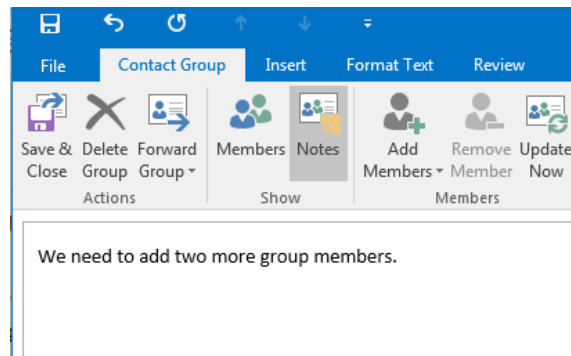 File Contact Group Insert Format Text Review
Save & Delete Forward Members Notes Add Remove Update
Close Group Group Members Member Now
Actions Show Members
We need to add two more group members.